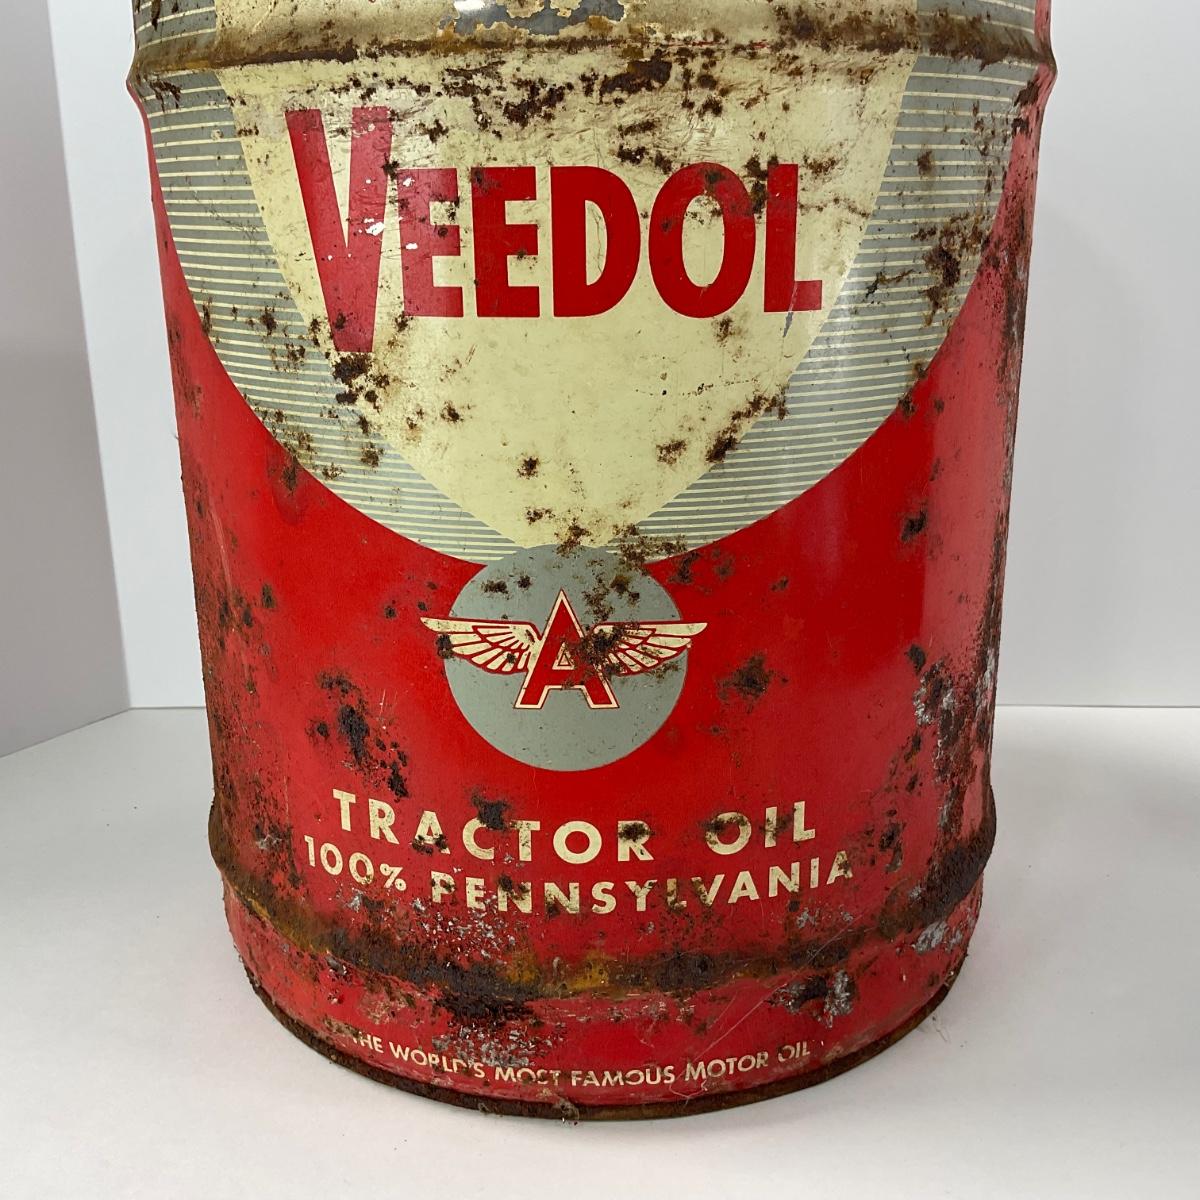 VEEDOL
A
TRACTOR OIL
100% PENNSYLVANIA
THE WORLD'S MOST FAMOUS MOTOR OIL